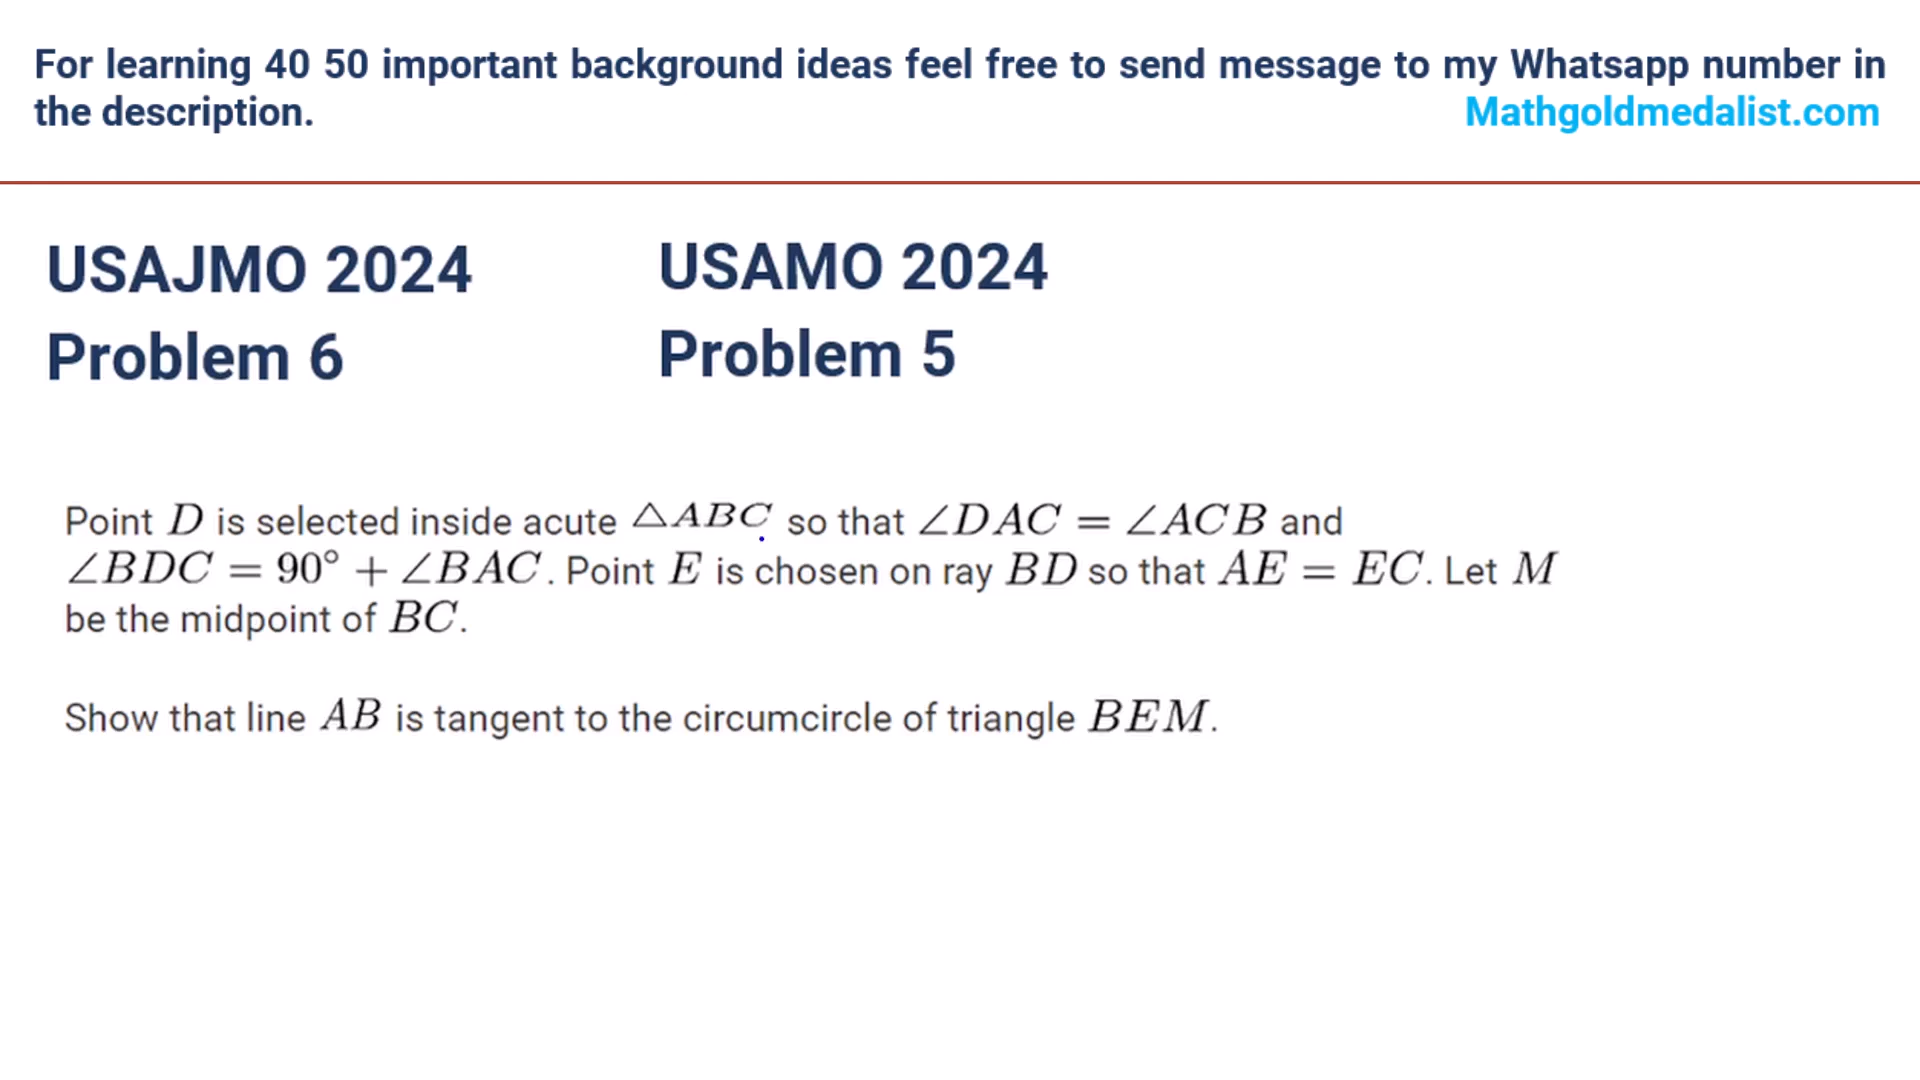 For learning 40 50 important background ideas feel free to send message to my Whatsapp number in
the description. Mathgoldmedalist.com
USAJMO 2024 USAMO 2024
Problem 6 Problem 5
Point D is selected inside acute △ABC so that ∠DAC = ∠ACB and
∠BDC = 90° + ∠BAC. Point E is chosen on ray BD so that AE = EC. Let M
be the midpoint of BC.
Show that line AB is tangent to the circumcircle of triangle BEM.